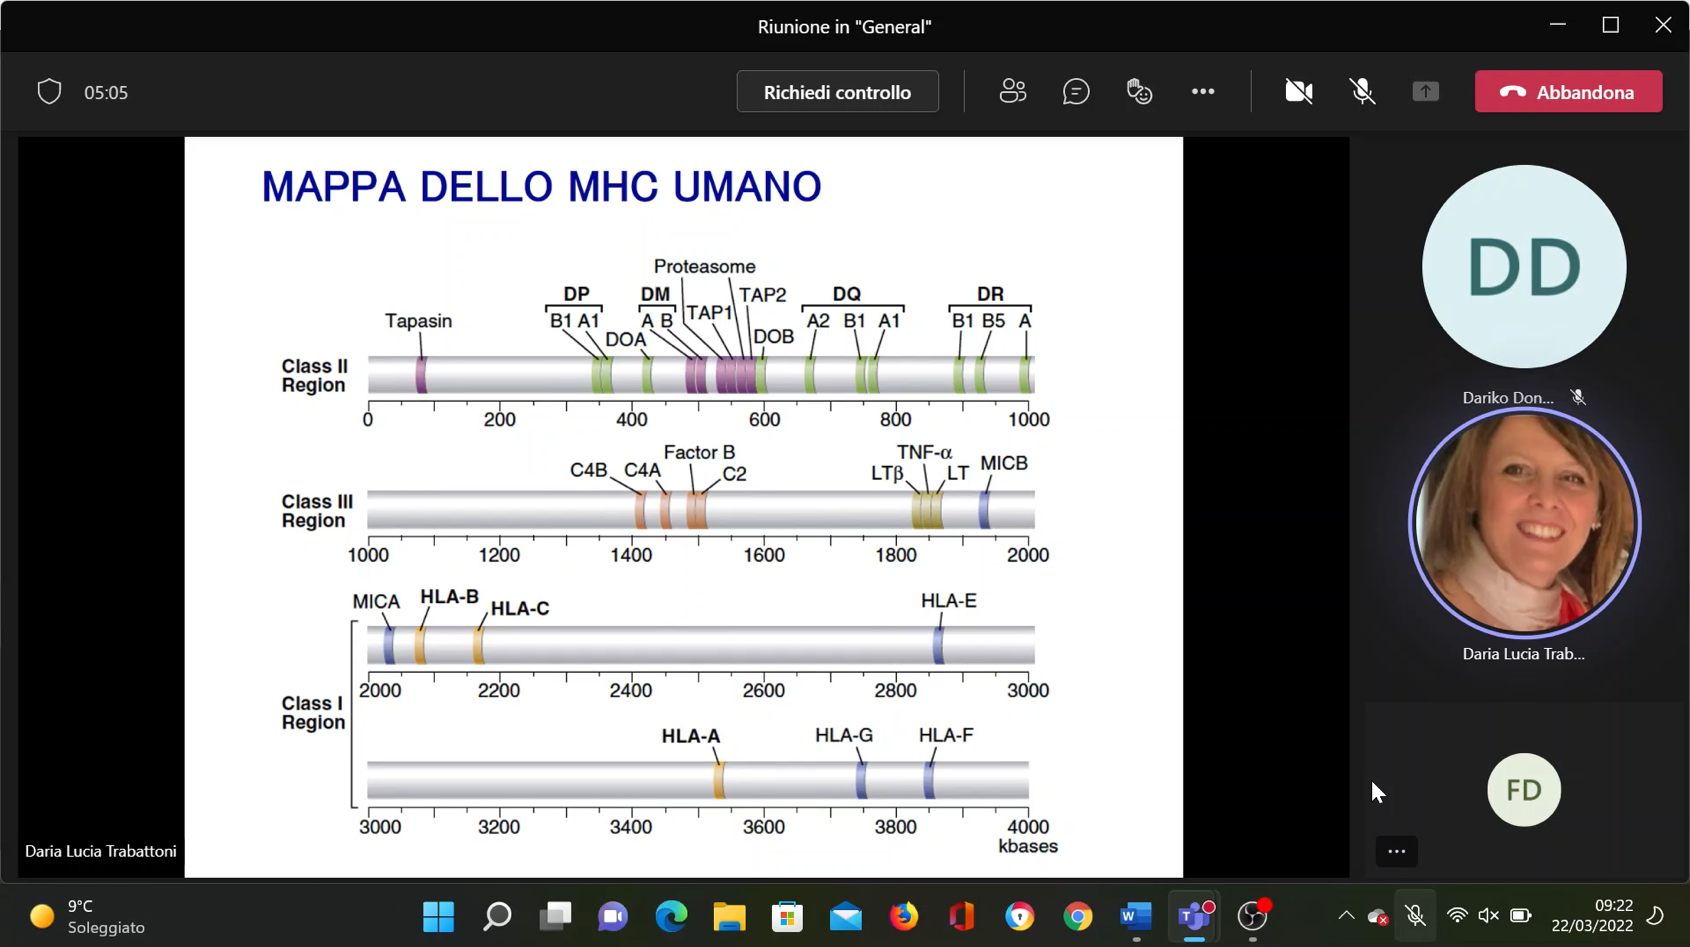 Riunione in "General"
05:05
Richiedi controllo
Abbandona
MAPPA DELLO MHC UMANO
Proteasome
DP DM TAP2 DQ DR
Tapasin B1 A1 A B TAP1 A2 B1 A1 B1 B5 A
DOA DOB
Class II
Region
0 200 400 600 800 1000
Factor B TNF-α
C4B C4A C2 LTβ LT MICB
Class III
Region
1000 1200 1400 1600 1800 2000
MICA HLA-B HLA-C HLA-E
2000 2200 2400 2600 2800 3000
Class I
Region
HLA-A HLA-G HLA-F
3000 3200 3400 3600 3800 4000
kbases
Daria Lucia Trabattoni
DD
Dariko Don...
Daria Lucia Trab...
FD
9°C
Soleggiato
09:22
22/03/2022